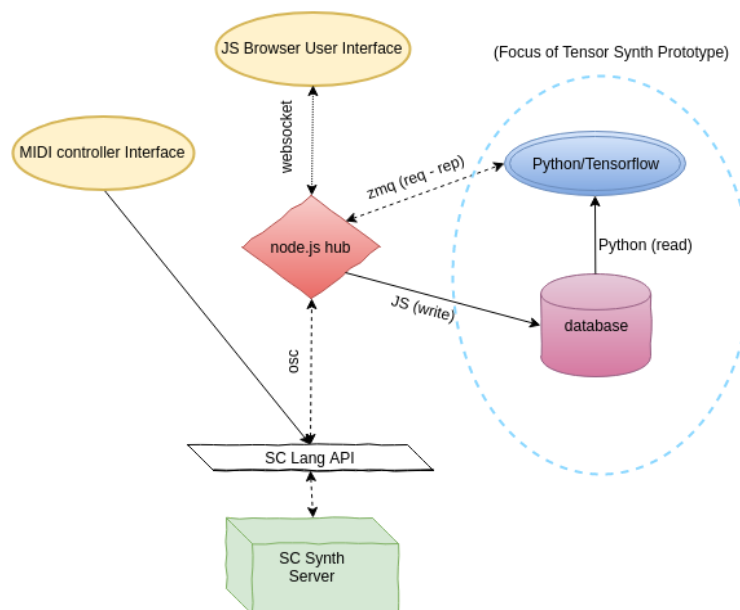 JS Browser User Interface
(Focus of Tensor Synth Prototype)
websocket
MIDI controller Interface
zmq (req - rep)
Python/Tensorflow
node.js hub
Python (read)
JS (write)
database
osc
SC Lang API
SC Synth
Server